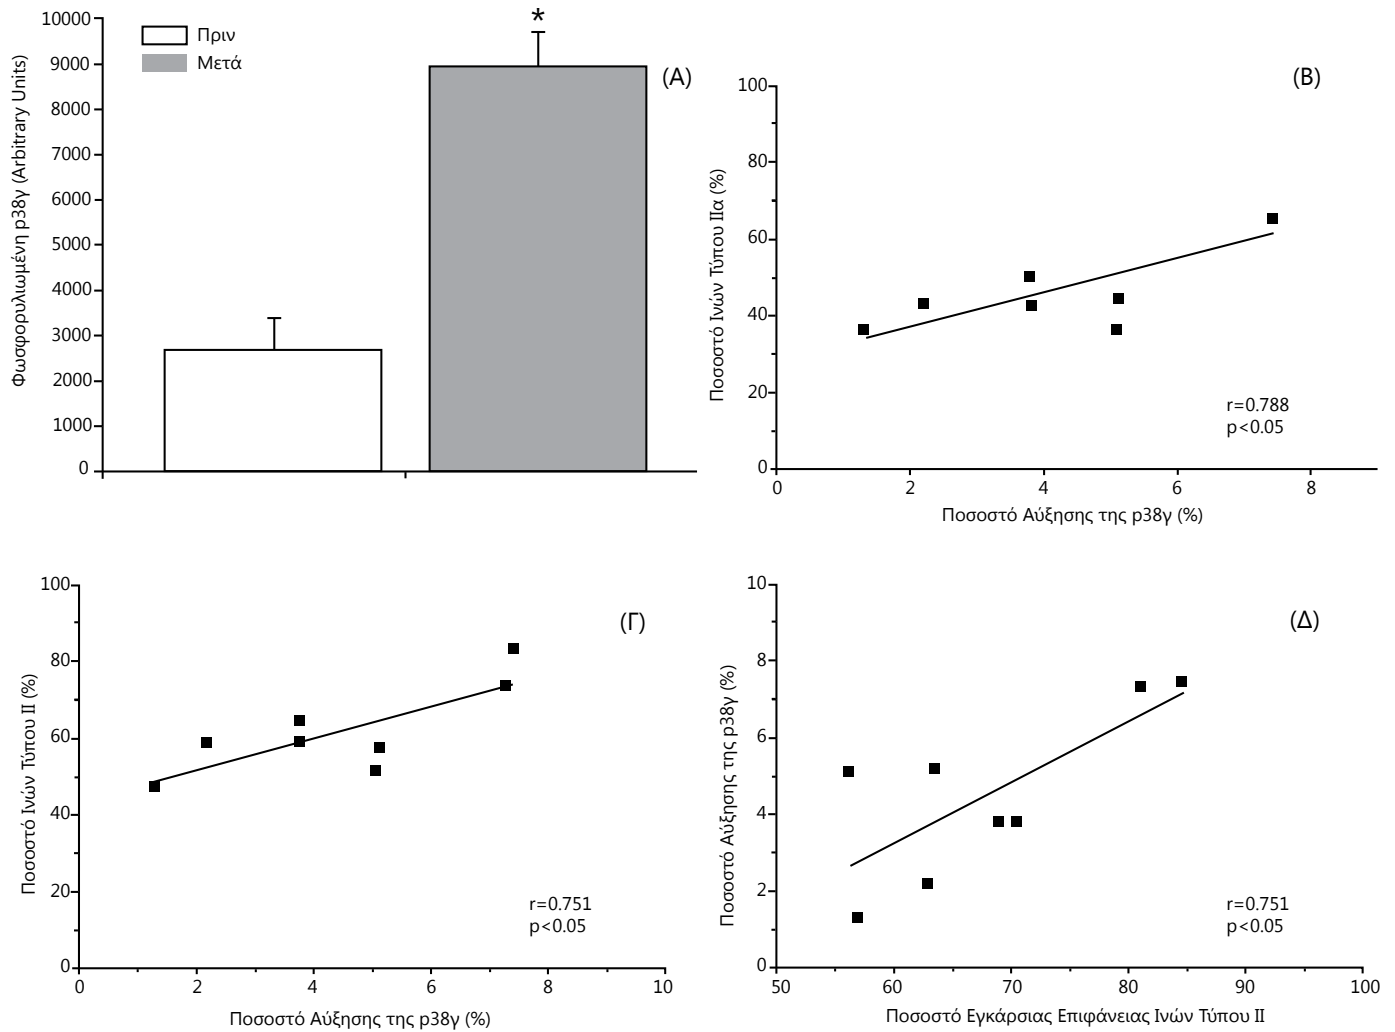 Φωσφορυλιωμένη p38γ (Arbitrary Units)
10000
9000
8000
7000
6000
5000
4000
3000
2000
1000
0
Πριν
Μετά
*
(Α)
(Β)
Ποσοστό Ινών Τύπου ΙΙα (%)
100
80
60
40
20
0
0 2 4 6 8
r=0.788
p<0.05
Ποσοστό Αύξησης της p38γ (%)
(Γ)
Ποσοστό Ινών Τύπου ΙΙ (%)
100
80
60
40
20
0
0 2 4 6 8 10
r=0.751
p<0.05
Ποσοστό Αύξησης της p38γ (%)
(Δ)
Ποσοστό Αύξησης της p38γ (%)
10
8
6
4
2
0
50 60 70 80 90 100
r=0.751
p<0.05
Ποσοστό Εγκάρσιας Επιφάνειας Ινών Τύπου ΙΙ